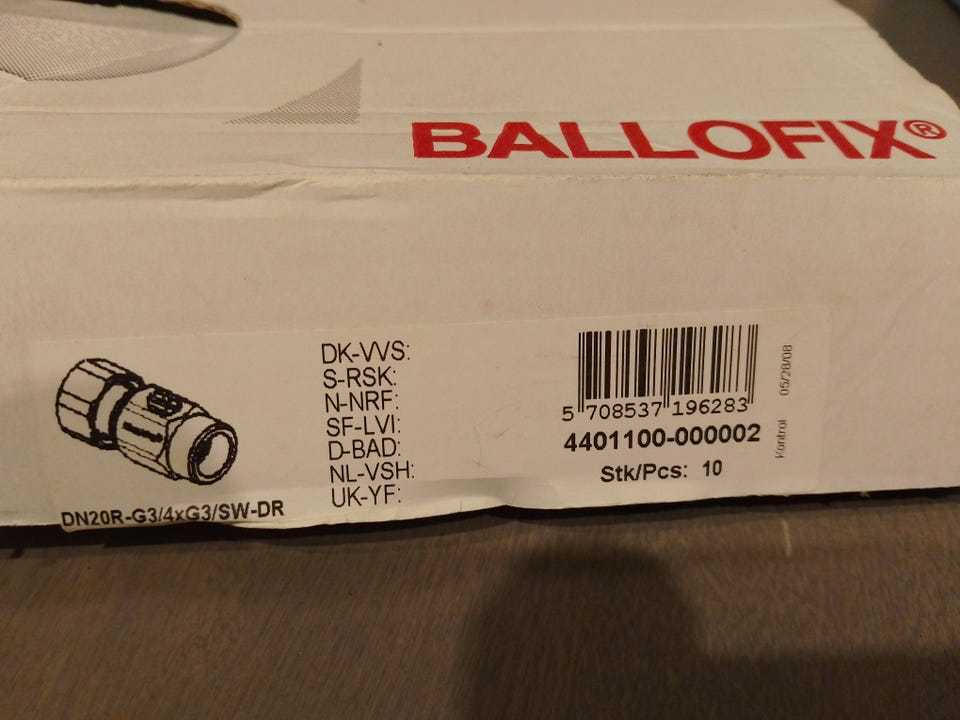 BALLOFIX®
DK-VVS:
S-RSK:
N-NRF:
SF-LVI:
D-BAD:
NL-VSH:
UK-YF:
DN20R-G3/4xG3/SW-DR
5 708537 196283
4401100-000002
Stk/Pcs: 10
Kontrol 05/28/08